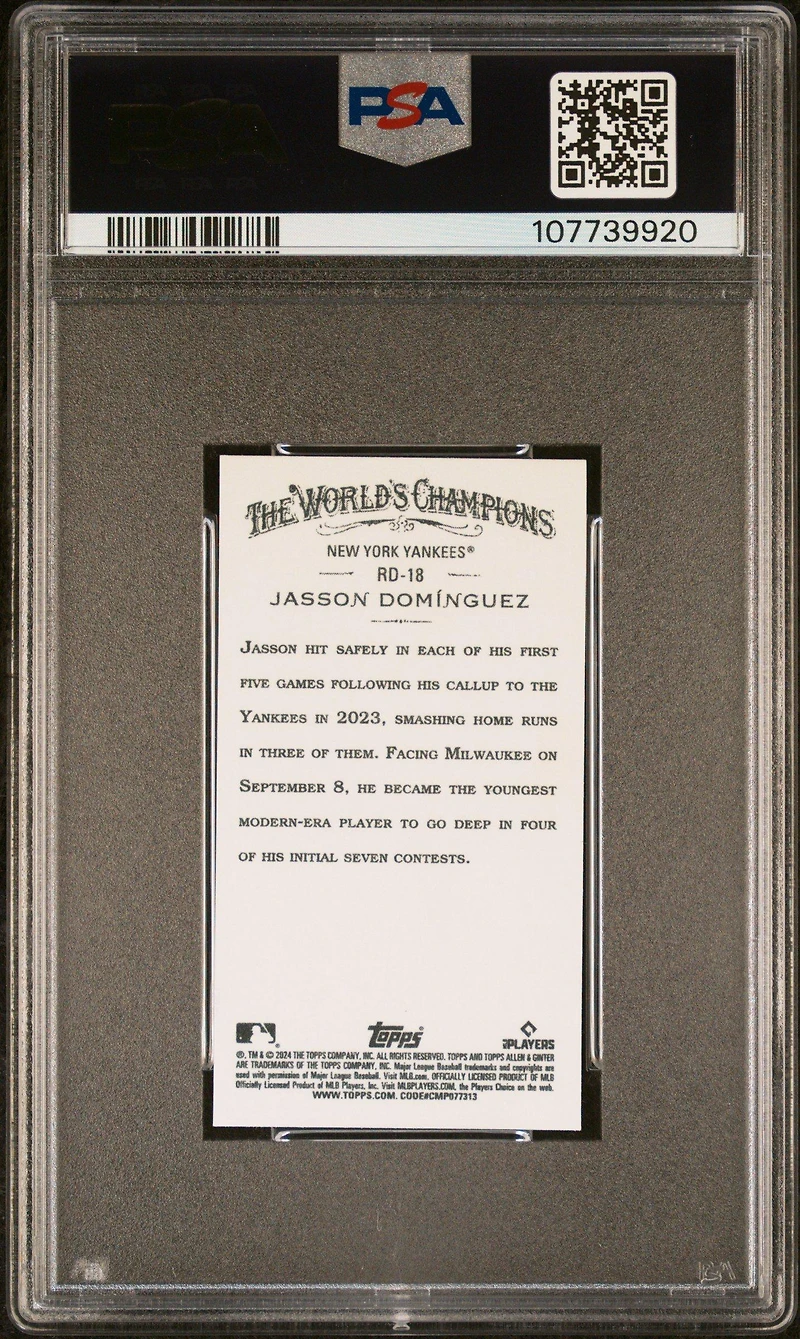 PSA
107739920
THE WORLD'S CHAMPIONS
NEW YORK YANKEES®
RD-18
JASSON DOMÍNGUEZ
JASSON HIT SAFELY IN EACH OF HIS FIRST
FIVE GAMES FOLLOWING HIS CALLUP TO THE
YANKEES IN 2023, SMASHING HOME RUNS
IN THREE OF THEM. FACING MILWAUKEE ON
SEPTEMBER 8, HE BECAME THE YOUNGEST
MODERN-ERA PLAYER TO GO DEEP IN FOUR
OF HIS INITIAL SEVEN CONTESTS.
topps
PLAYERS
®, TM & © 2024 THE TOPPS COMPANY, INC. ALL RIGHTS RESERVED. TOPPS AND TOPPS ALLEN & GINTER
ARE TRADEMARKS OF THE TOPPS COMPANY, INC. Major League Baseball trademarks and copyrights are
used with permission of Major League Baseball. Visit MLB.com. OFFICIALLY LICENSED PRODUCT OF MLB
Officially Licensed Product of MLB Players, Inc. Visit MLBPLAYERS.COM, the Players Choice on the web.
WWW.TOPPS.COM. CODE#CMP077313